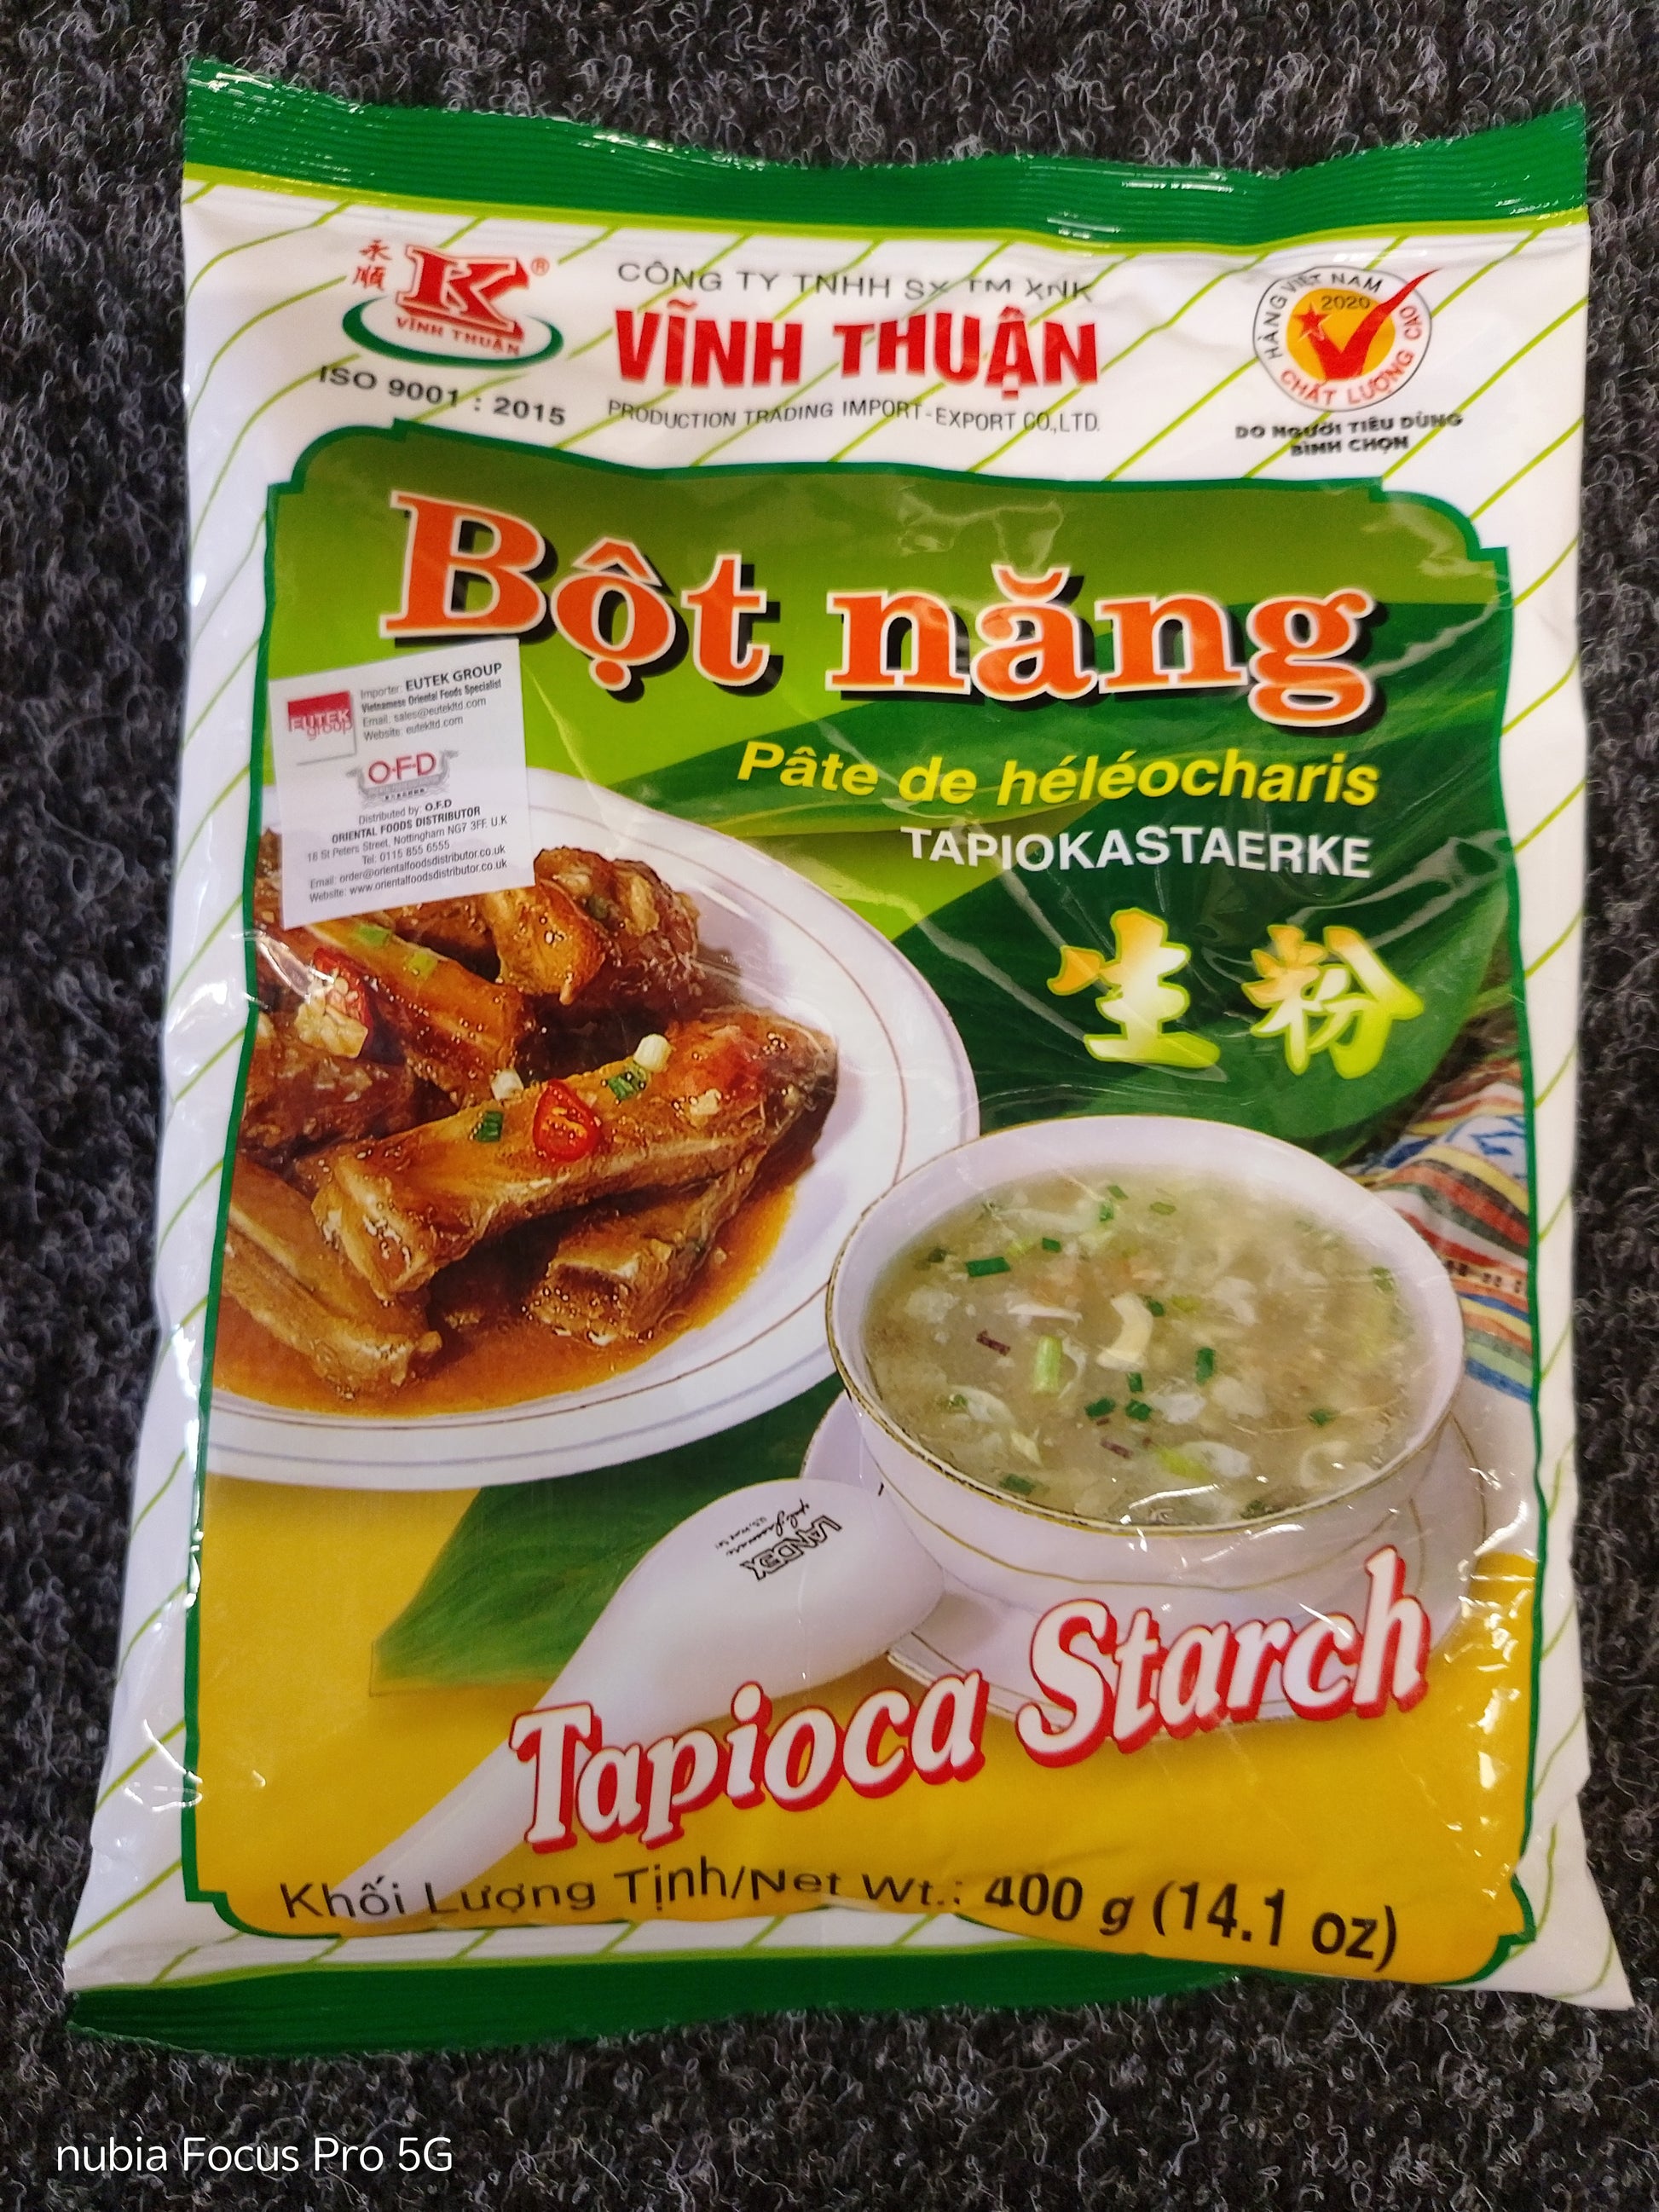 永順
K®
VĨNH THUẬN
ISO 9001 : 2015
CÔNG TY TNHH SX TM XNK
VĨNH THUẬN
PRODUCTION TRADING IMPORT-EXPORT CO.,LTD.
HÀNG VIỆT NAM
2020
CHẤT LƯỢNG CAO
DO NGƯỜI TIÊU DÙNG
BÌNH CHỌN
Bột năng
EUTEK
group
Importer: EUTEK GROUP
Vietnamese Oriental Foods Specialist
Email: sales@eutekltd.com
Website: eutekltd.com
O·F·D
Distributed by: O.F.D
ORIENTAL FOODS DISTRIBUTOR
16 St Peters Street, Nottingham NG7 3FF. U.K
Tel: 0115 855 6555
Email: order@orientalfoodsdistributor.co.uk
Website: www.orientalfoodsdistributor.co.uk
Pâte de héléocharis
TAPIOKASTAERKE
生粉
LANDEX
Tapioca Starch
Khối Lượng Tịnh/Net Wt.: 400 g (14.1 oz)
nubia Focus Pro 5G